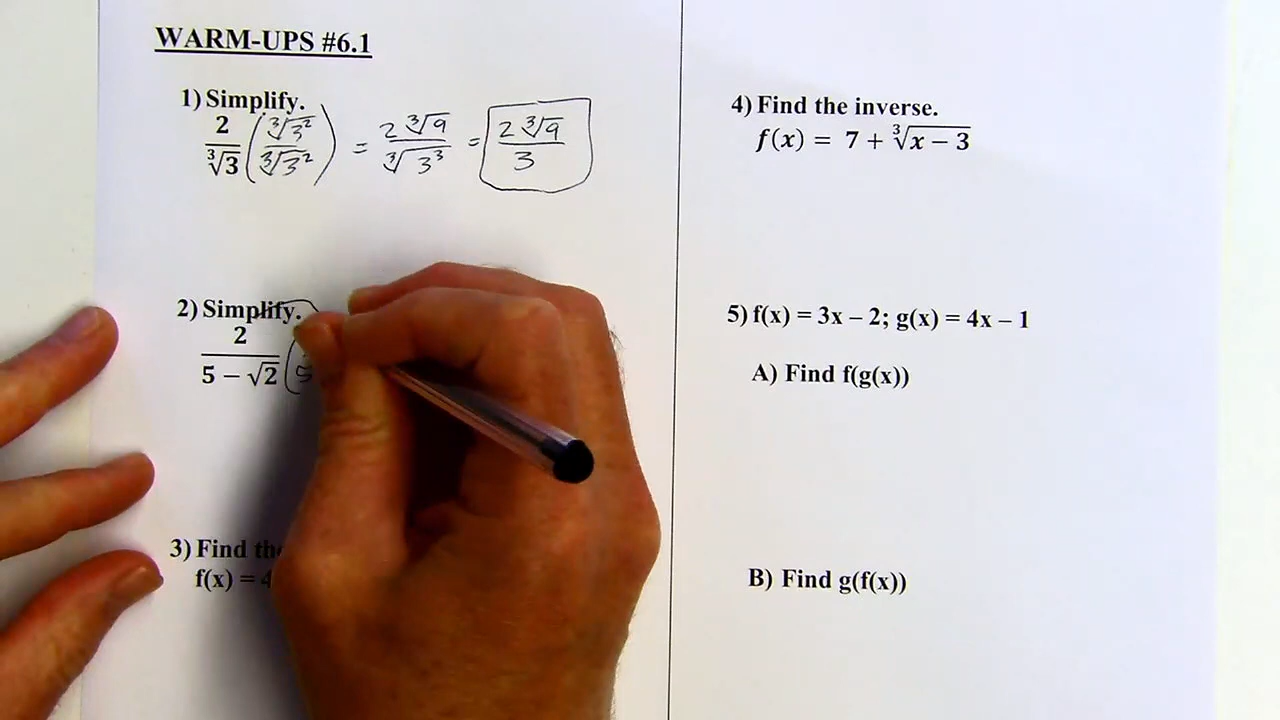 WARM-UPS #6.1
1) Simplify.
2/∛3 (∛3²/∛3²) = 2∛9/∛3³ = 2∛9/3
2) Simplify.
2/(5 − √2) (5
3) Find the
f(x) = 4
4) Find the inverse.
f(x) = 7 + ∛(x − 3)
5) f(x) = 3x – 2; g(x) = 4x – 1
A) Find f(g(x))
B) Find g(f(x))